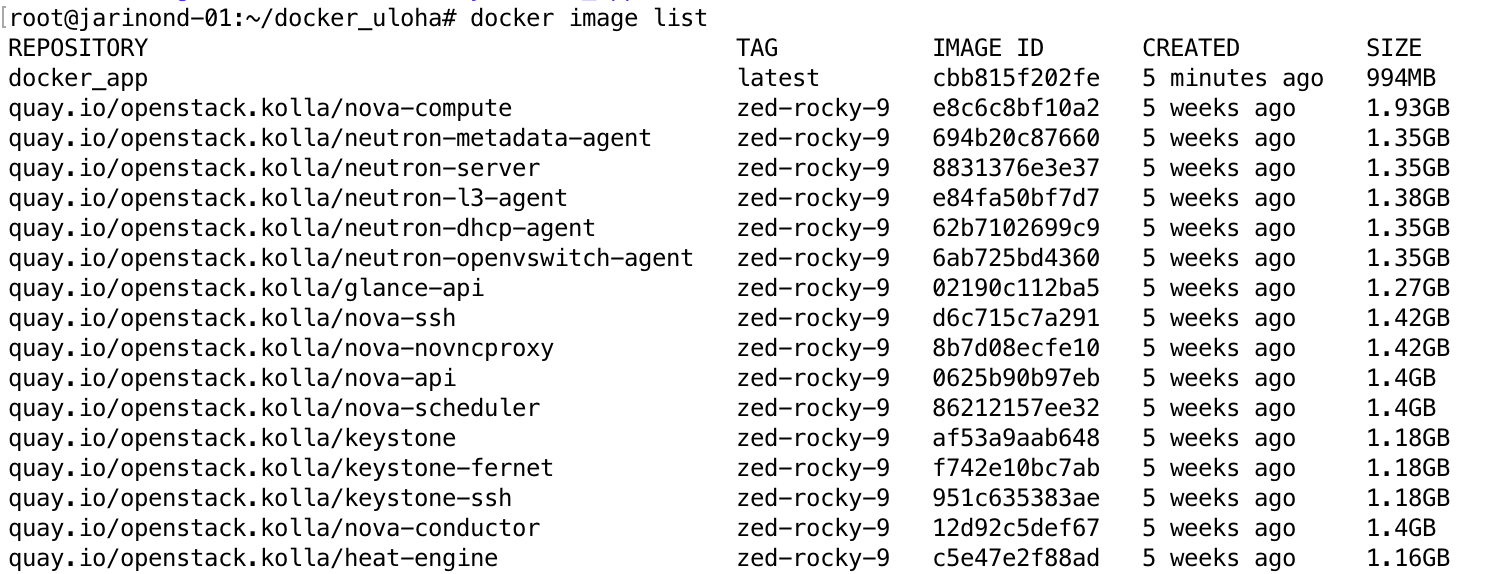 [root@jarinond-01:~/docker_uloha# docker image list
REPOSITORY TAG IMAGE ID CREATED SIZE
docker_app latest cbb815f202fe 5 minutes ago 994MB
quay.io/openstack.kolla/nova-compute zed-rocky-9 e8c6c8bf10a2 5 weeks ago 1.93GB
quay.io/openstack.kolla/neutron-metadata-agent zed-rocky-9 694b20c87660 5 weeks ago 1.35GB
quay.io/openstack.kolla/neutron-server zed-rocky-9 8831376e3e37 5 weeks ago 1.35GB
quay.io/openstack.kolla/neutron-l3-agent zed-rocky-9 e84fa50bf7d7 5 weeks ago 1.38GB
quay.io/openstack.kolla/neutron-dhcp-agent zed-rocky-9 62b7102699c9 5 weeks ago 1.35GB
quay.io/openstack.kolla/neutron-openvswitch-agent zed-rocky-9 6ab725bd4360 5 weeks ago 1.35GB
quay.io/openstack.kolla/glance-api zed-rocky-9 02190c112ba5 5 weeks ago 1.27GB
quay.io/openstack.kolla/nova-ssh zed-rocky-9 d6c715c7a291 5 weeks ago 1.42GB
quay.io/openstack.kolla/nova-novncproxy zed-rocky-9 8b7d08ecfe10 5 weeks ago 1.42GB
quay.io/openstack.kolla/nova-api zed-rocky-9 0625b90b97eb 5 weeks ago 1.4GB
quay.io/openstack.kolla/nova-scheduler zed-rocky-9 86212157ee32 5 weeks ago 1.4GB
quay.io/openstack.kolla/keystone zed-rocky-9 af53a9aab648 5 weeks ago 1.18GB
quay.io/openstack.kolla/keystone-fernet zed-rocky-9 f742e10bc7ab 5 weeks ago 1.18GB
quay.io/openstack.kolla/keystone-ssh zed-rocky-9 951c635383ae 5 weeks ago 1.18GB
quay.io/openstack.kolla/nova-conductor zed-rocky-9 12d92c5def67 5 weeks ago 1.4GB
quay.io/openstack.kolla/heat-engine zed-rocky-9 c5e47e2f88ad 5 weeks ago 1.16GB